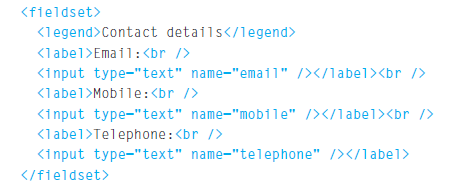 <fieldset>
<legend>Contact details</legend>
<label>Email:<br />
<input type="text" name="email" /></label><br />
<label>Mobile:<br />
<input type="text" name="mobile" /></label><br />
<label>Telephone:<br />
<input type="text" name="telephone" /></label>
</fieldset>